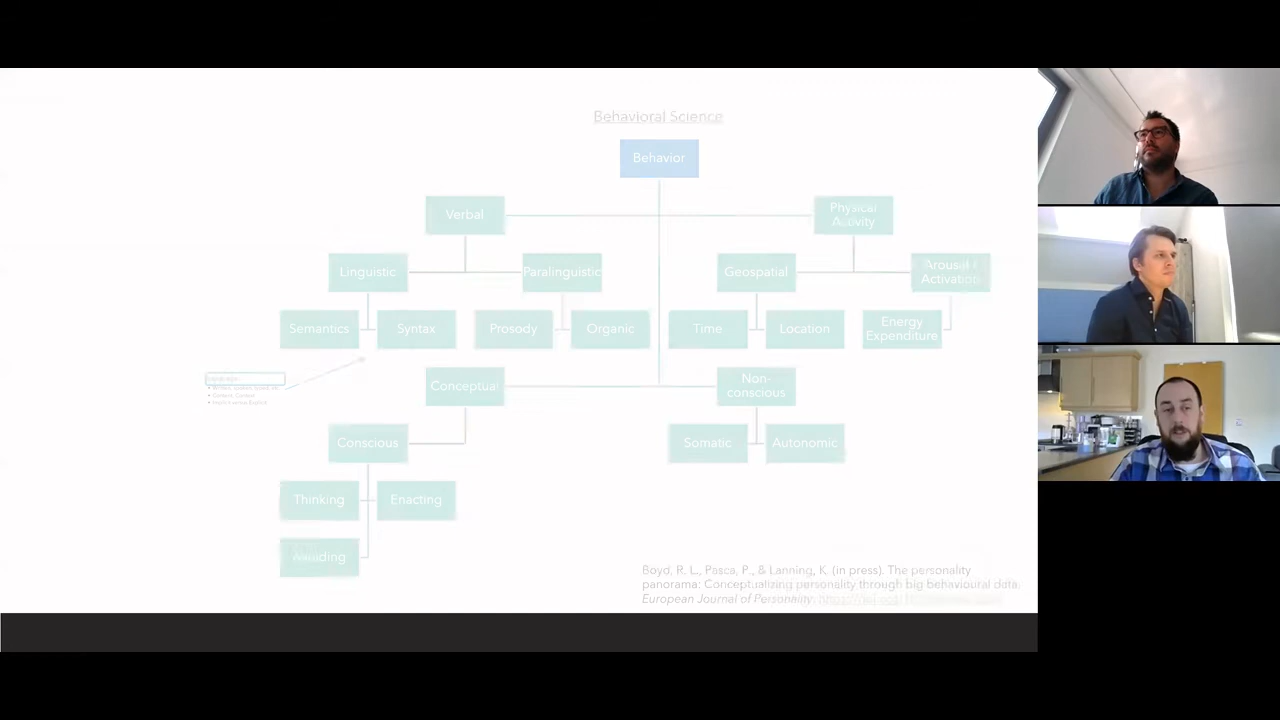 Behavioral Science
Behavior
Verbal
Physical
Activity
Linguistic
Paralinguistic
Geospatial
Arousal
Activation
Semantics
Syntax
Prosody
Organic
Time
Location
Energy
Expenditure
Conceptual
Non-
conscious
Conscious
Somatic
Autonomic
Thinking
Enacting
Avoiding
Boyd, R. L., Pasca, P., & Lanning, K. (in press). The personality
panorama: Conceptualizing personality through big behavioural data.
European Journal of Personality.